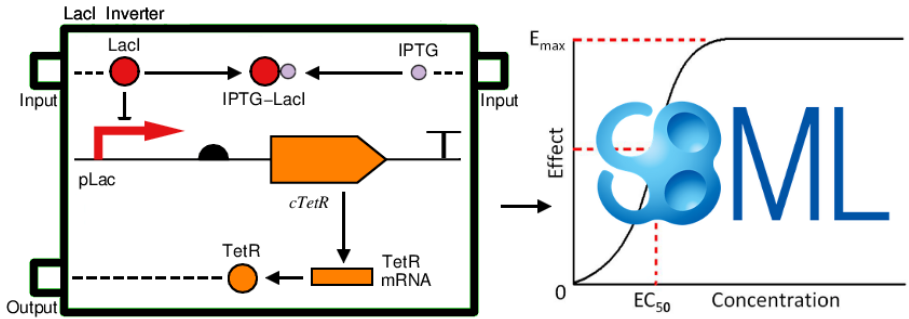 LacI Inverter
LacI
IPTG
Input
IPTG−LacI
Input
pLac
cTetR
TetR
TetR
mRNA
Output
Emax
Effect
SBML
0
EC50
Concentration